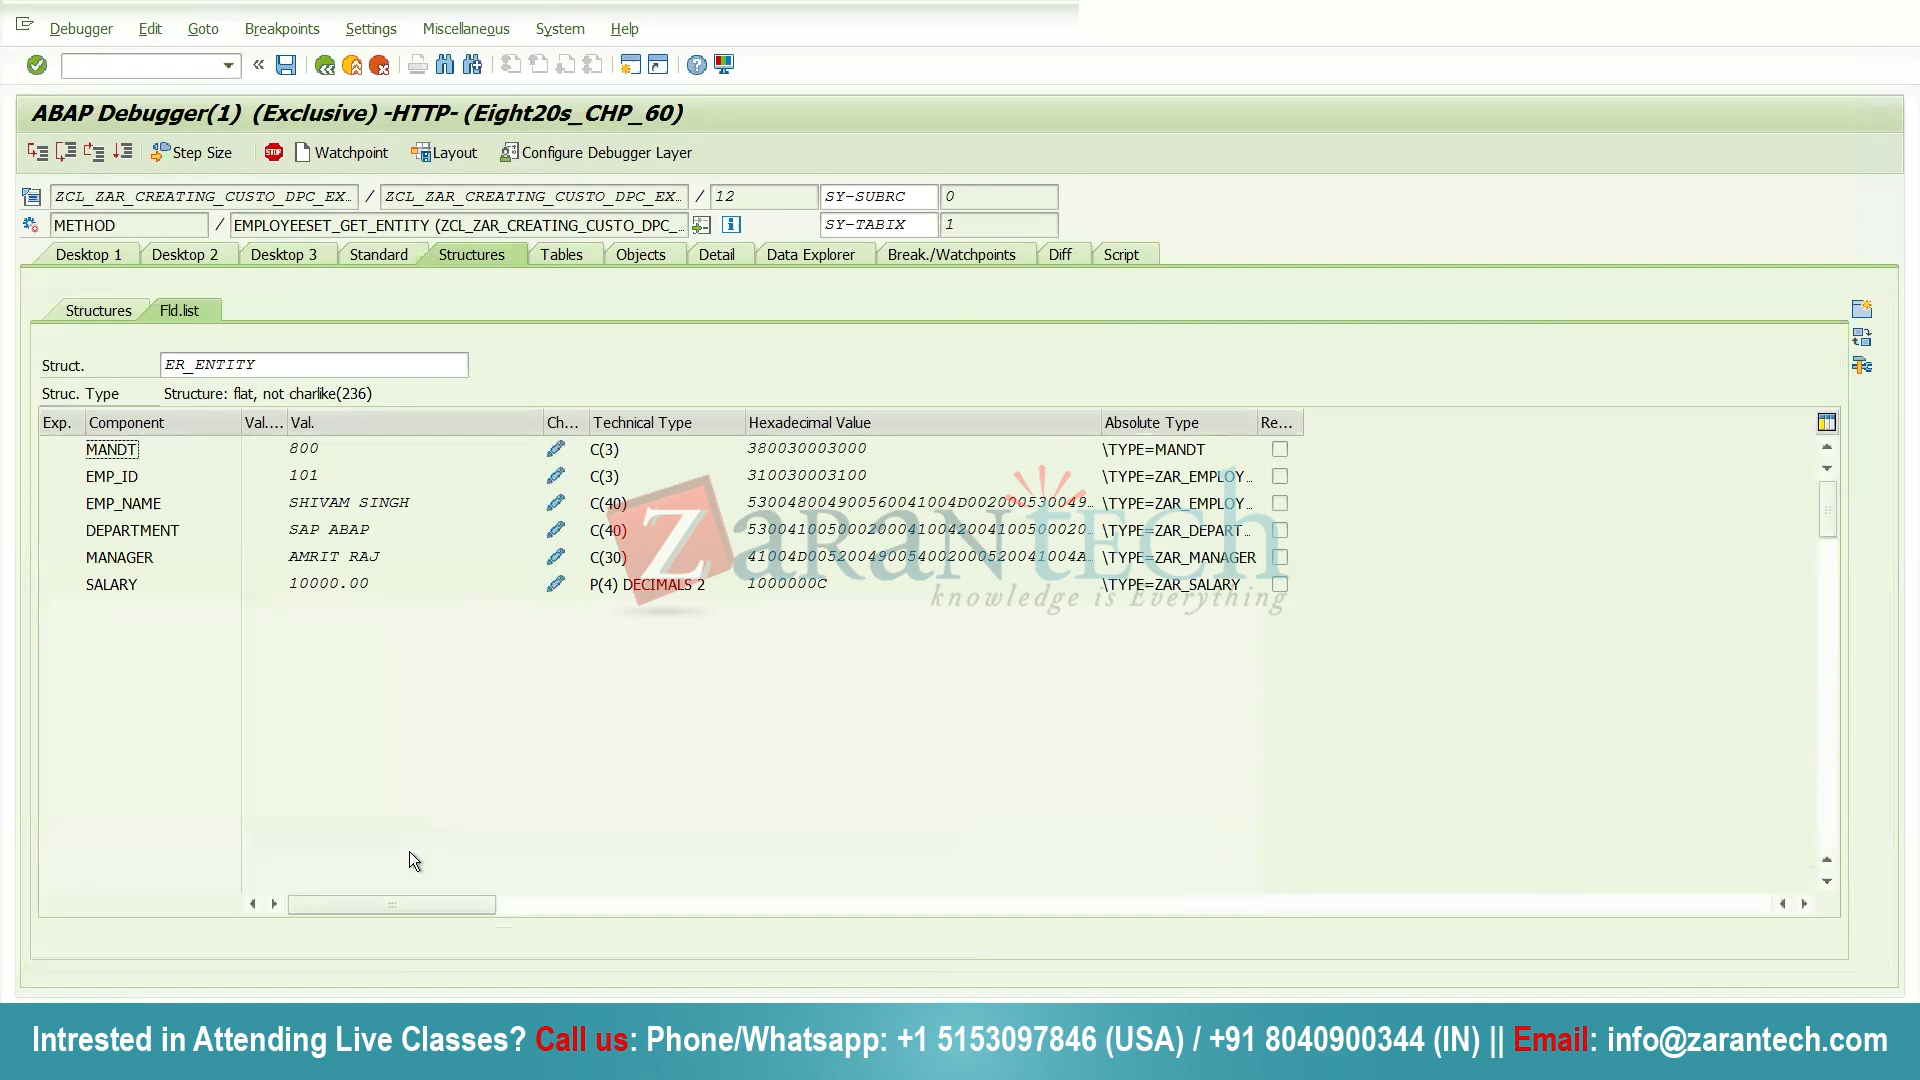 Debugger Edit Goto Breakpoints Settings Miscellaneous System Help
ABAP Debugger(1) (Exclusive) -HTTP- (Eight20s_CHP_60)
Step Size STOP Watchpoint Layout Configure Debugger Layer
ZCL_ZAR_CREATING_CUSTO_DPC_EX… / ZCL_ZAR_CREATING_CUSTO_DPC_EX… / 12 SY-SUBRC 0
METHOD / EMPLOYEESET_GET_ENTITY (ZCL_ZAR_CREATING_CUSTO_DPC_… SY-TABIX 1
Desktop 1 Desktop 2 Desktop 3 Standard Structures Tables Objects Detail Data Explorer Break./Watchpoints Diff Script
Structures Fld.list
Struct. ER_ENTITY
Struc. Type Structure: flat, not charlike(236)
Exp. Component Val.... Val. Ch... Technical Type Hexadecimal Value Absolute Type Re...
MANDT 800 C(3) 380030003000 \TYPE=MANDT
EMP_ID 101 C(3) 310030003100 \TYPE=ZAR_EMPLOY…
EMP_NAME SHIVAM SINGH C(40) 530048004900560041004D002000530049… \TYPE=ZAR_EMPLOY…
DEPARTMENT SAP ABAP C(40) 530041005000200041004200410050002​0… \TYPE=ZAR_DEPART…
MANAGER AMRIT RAJ C(30) 41004D00520049005400200052004​1004A… \TYPE=ZAR_MANAGER
SALARY 10000.00 P(4) DECIMALS 2 1000000C \TYPE=ZAR_SALARY
ZaranTech
knowledge is Everything
Intrested in Attending Live Classes? Call us: Phone/Whatsapp: +1 5153097846 (USA) / +91 8040900344 (IN) || Email: info@zarantech.com